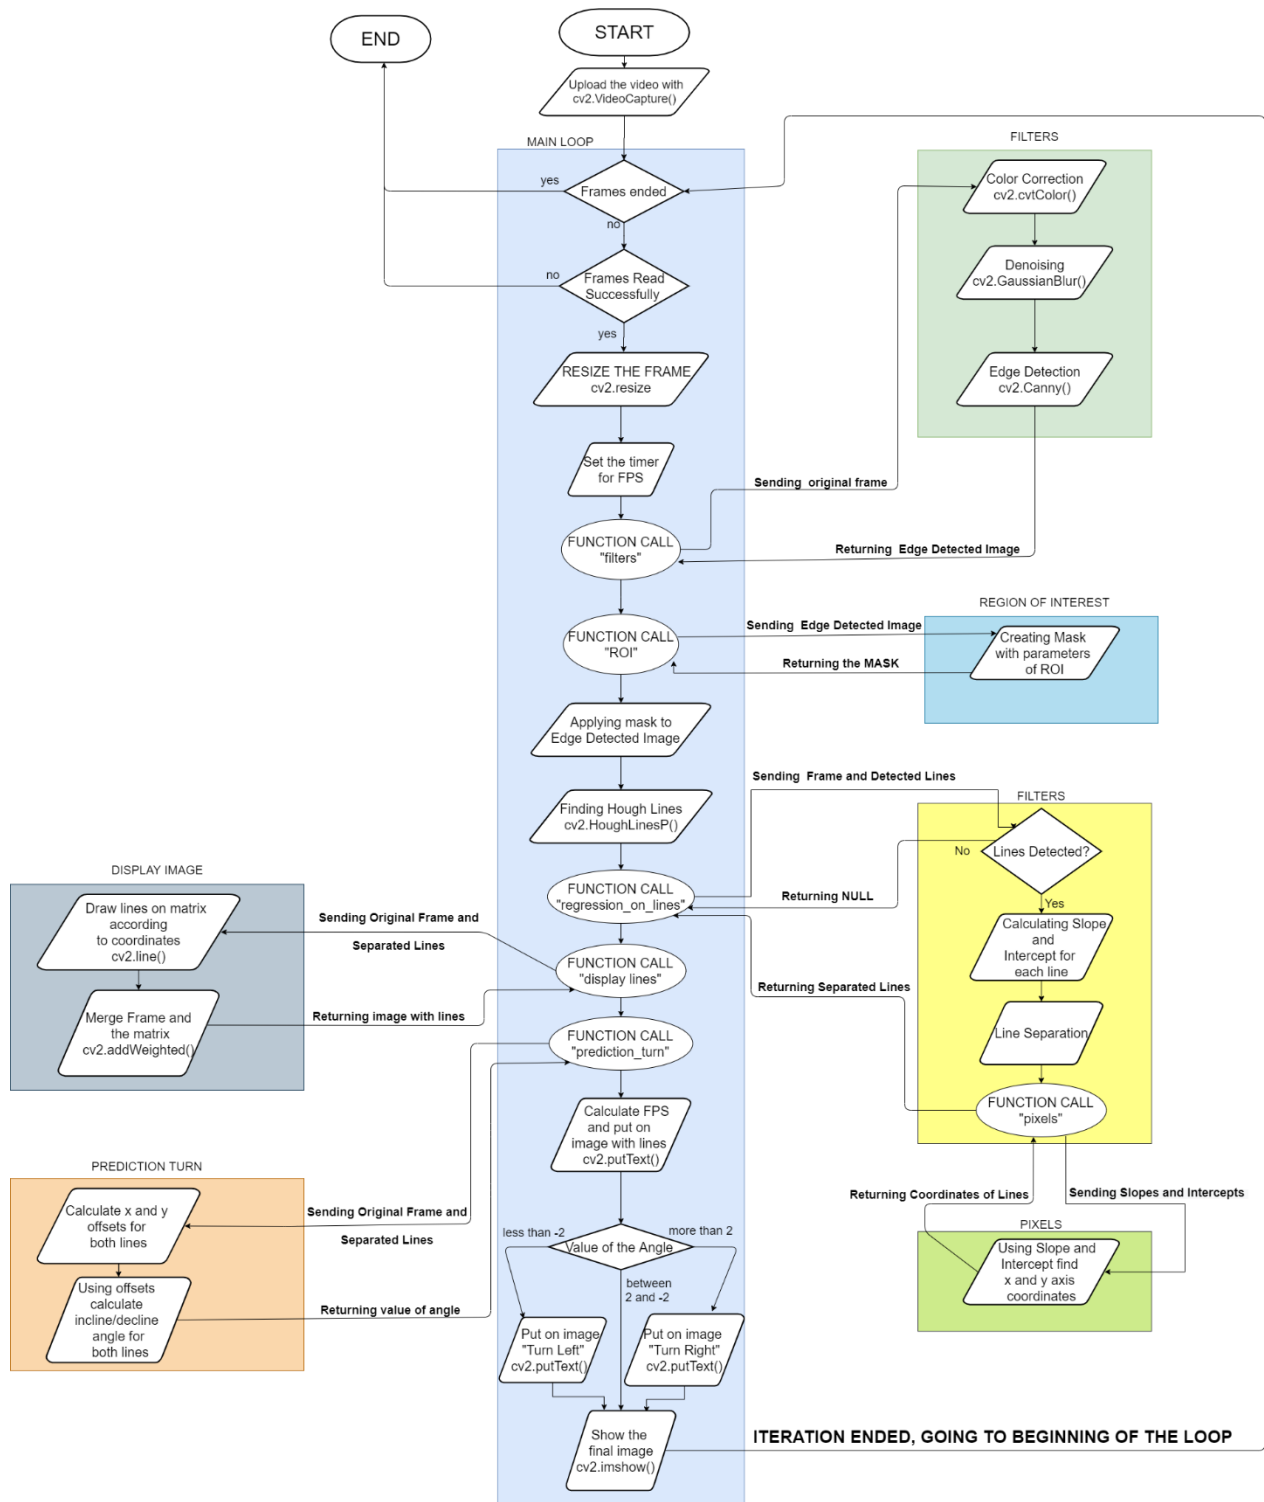 END
START
Upload the video with
cv2.VideoCapture()
MAIN LOOP
yes
Frames ended
no
no
Frames Read
Successfully
yes
RESIZE THE FRAME
cv2.resize
Set the timer
for FPS
FUNCTION CALL
"filters"
Sending original frame
Returning Edge Detected Image
FILTERS
Color Correction
cv2.cvtColor()
Denoising
cv2.GaussianBlur()
Edge Detection
cv2.Canny()
FUNCTION CALL
"ROI"
Sending Edge Detected Image
Returning the MASK
REGION OF INTEREST
Creating Mask
with parameters
of ROI
Applying mask to
Edge Detected Image
Finding Hough Lines
cv2.HoughLinesP()
Sending Frame and Detected Lines
FILTERS
No
Lines Detected?
Yes
Returning NULL
Calculating Slope
and
Intercept for
each line
Returning Separated Lines
Line Separation
FUNCTION CALL
"pixels"
Returning Coordinates of Lines
Sending Slopes and Intercepts
PIXELS
Using Slope and
Intercept find
x and y axis
coordinates
FUNCTION CALL
"regression_on_lines"
FUNCTION CALL
"display lines"
Sending Original Frame and
Separated Lines
DISPLAY IMAGE
Draw lines on matrix
according
to coordinates
cv2.line()
Merge Frame and
the matrix
cv2.addWeighted()
Returning image with lines
FUNCTION CALL
"prediction_turn"
PREDICTION TURN
Calculate x and y
offsets for
both lines
Sending Original Frame and
Separated Lines
Using offsets
calculate
incline/decline
angle for
both lines
Returning value of angle
Calculate FPS
and put on
image with lines
cv2.putText()
less than -2
more than 2
Value of the Angle
between
2 and -2
Put on image
"Turn Left"
cv2.putText()
Put on image
"Turn Right"
cv2.putText()
Show the
final image
cv2.imshow()
ITERATION ENDED, GOING TO BEGINNING OF THE LOOP